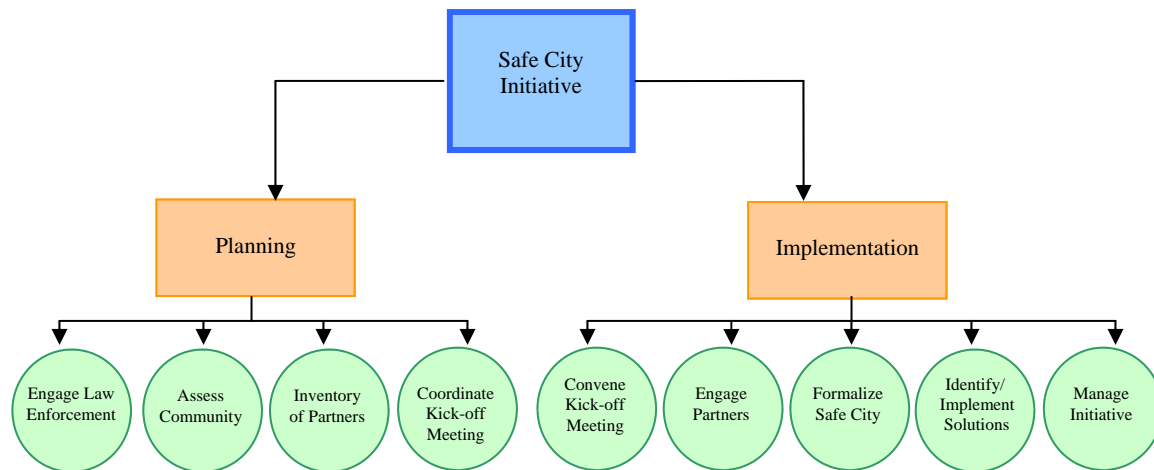 Safe City
Initiative
Planning
Implementation
Engage Law
Enforcement
Assess
Community
Inventory
of Partners
Coordinate
Kick-off
Meeting
Convene
Kick-off
Meeting
Engage
Partners
Formalize
Safe City
Identify/
Implement
Solutions
Manage
Initiative